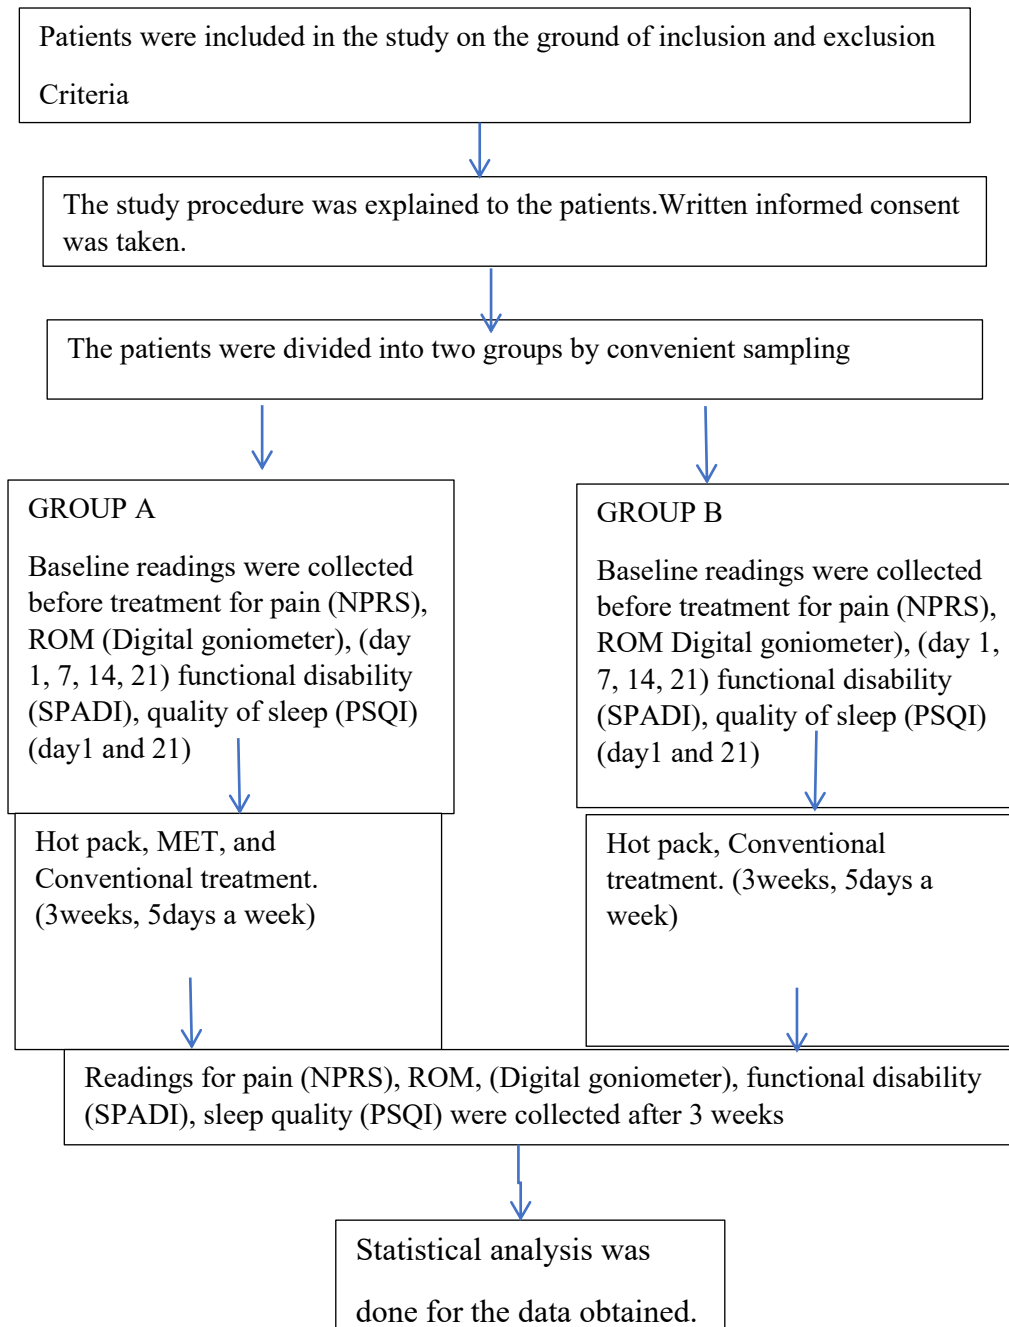 Patients were included in the study on the ground of inclusion and exclusion
Criteria
The study procedure was explained to the patients.Written informed consent
was taken.
The patients were divided into two groups by convenient sampling
GROUP A
Baseline readings were collected
before treatment for pain (NPRS),
ROM (Digital goniometer), (day
1, 7, 14, 21) functional disability
(SPADI), quality of sleep (PSQI)
(day1 and 21)
GROUP B
Baseline readings were collected
before treatment for pain (NPRS),
ROM Digital goniometer), (day 1,
7, 14, 21) functional disability
(SPADI), quality of sleep (PSQI)
(day1 and 21)
Hot pack, MET, and
Conventional treatment.
(3weeks, 5days a week)
Hot pack, Conventional
treatment. (3weeks, 5days a
week)
Readings for pain (NPRS), ROM, (Digital goniometer), functional disability
(SPADI), sleep quality (PSQI) were collected after 3 weeks
Statistical analysis was
done for the data obtained.